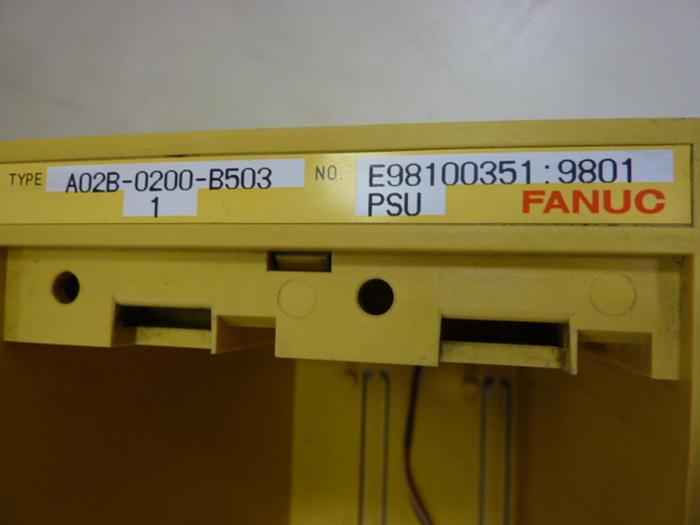 TYPE A02B-0200-B503 NO. E98100351:9801
1 PSU FANUC